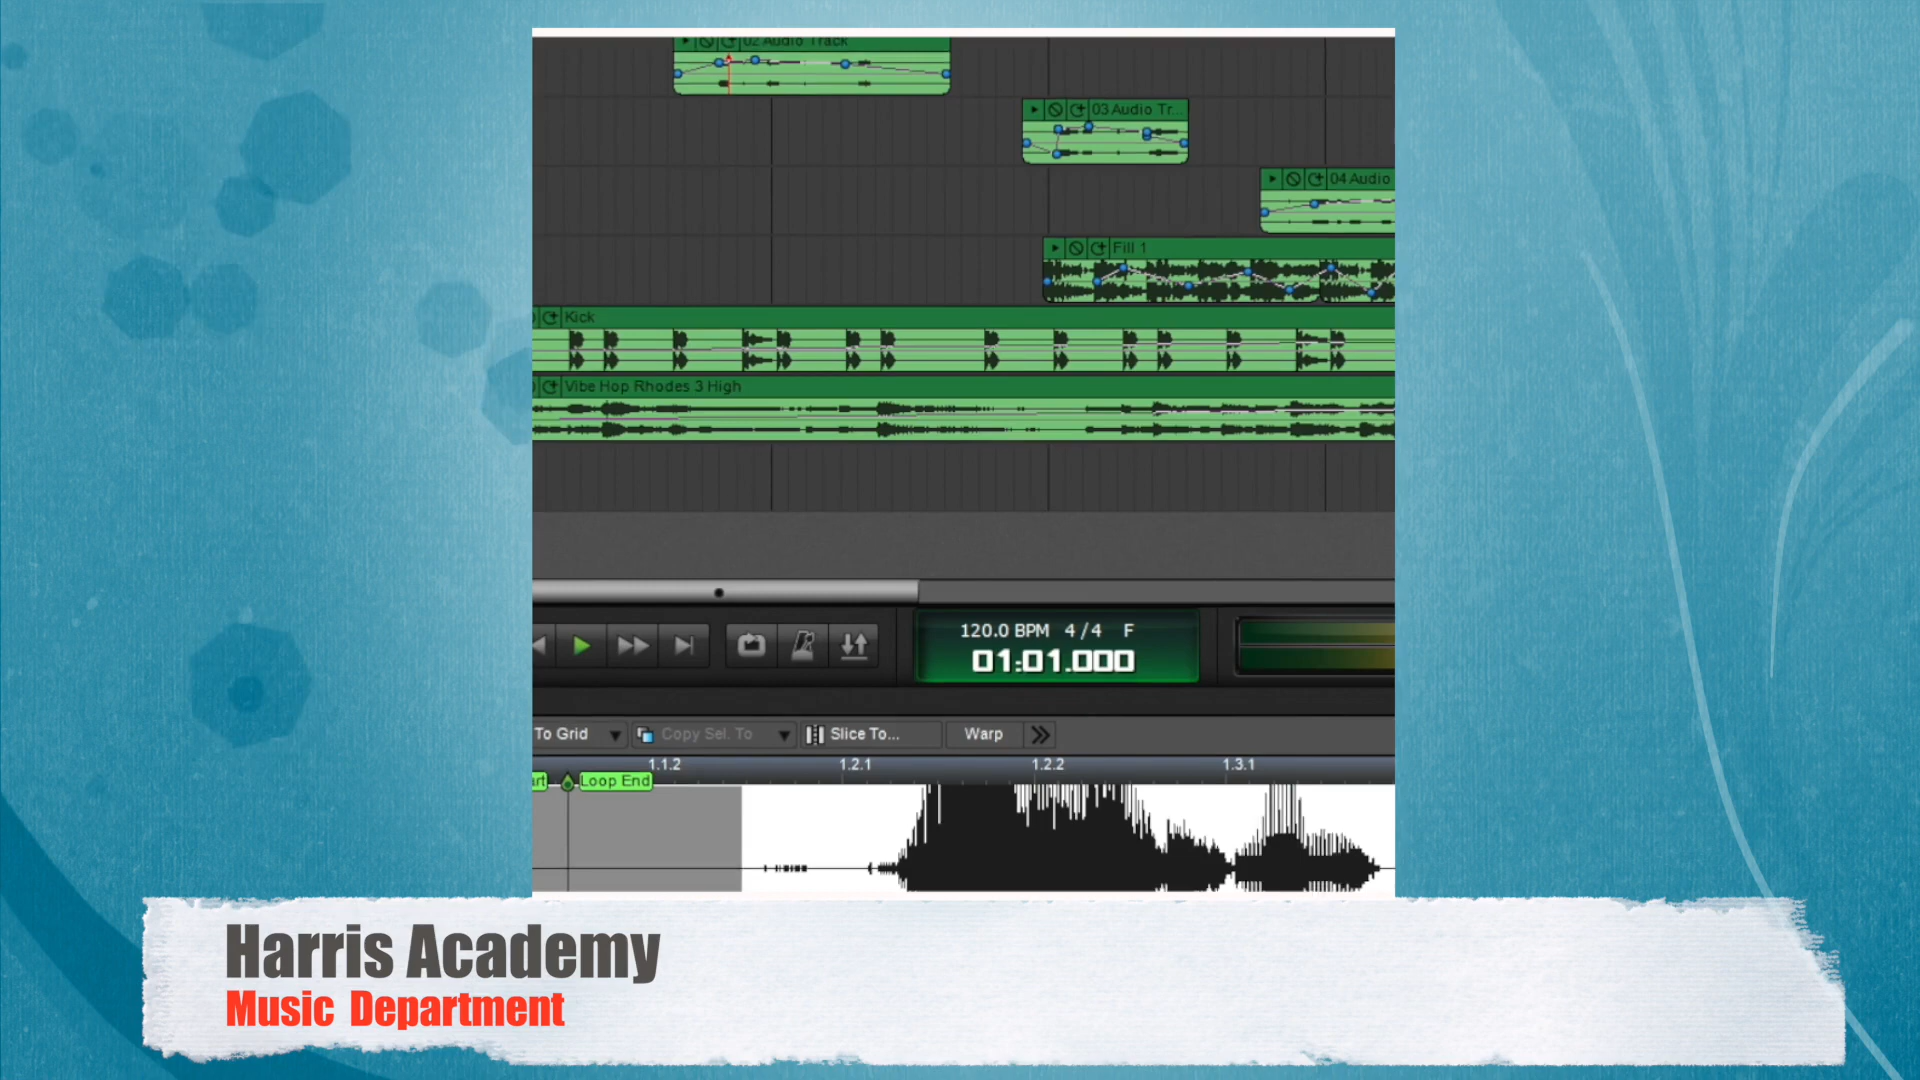 02 Audio Track
03 Audio Tr...
04 Audio
Fill 1
Kick
Vibe Hop Rhodes 3 High
120.0 BPM 4/4 F
01:01.000
To Grid
Copy Sel. To
Slice To...
Warp
1.1.2
1.2.1
1.2.2
1.3.1
Loop End
Harris Academy
Music Department